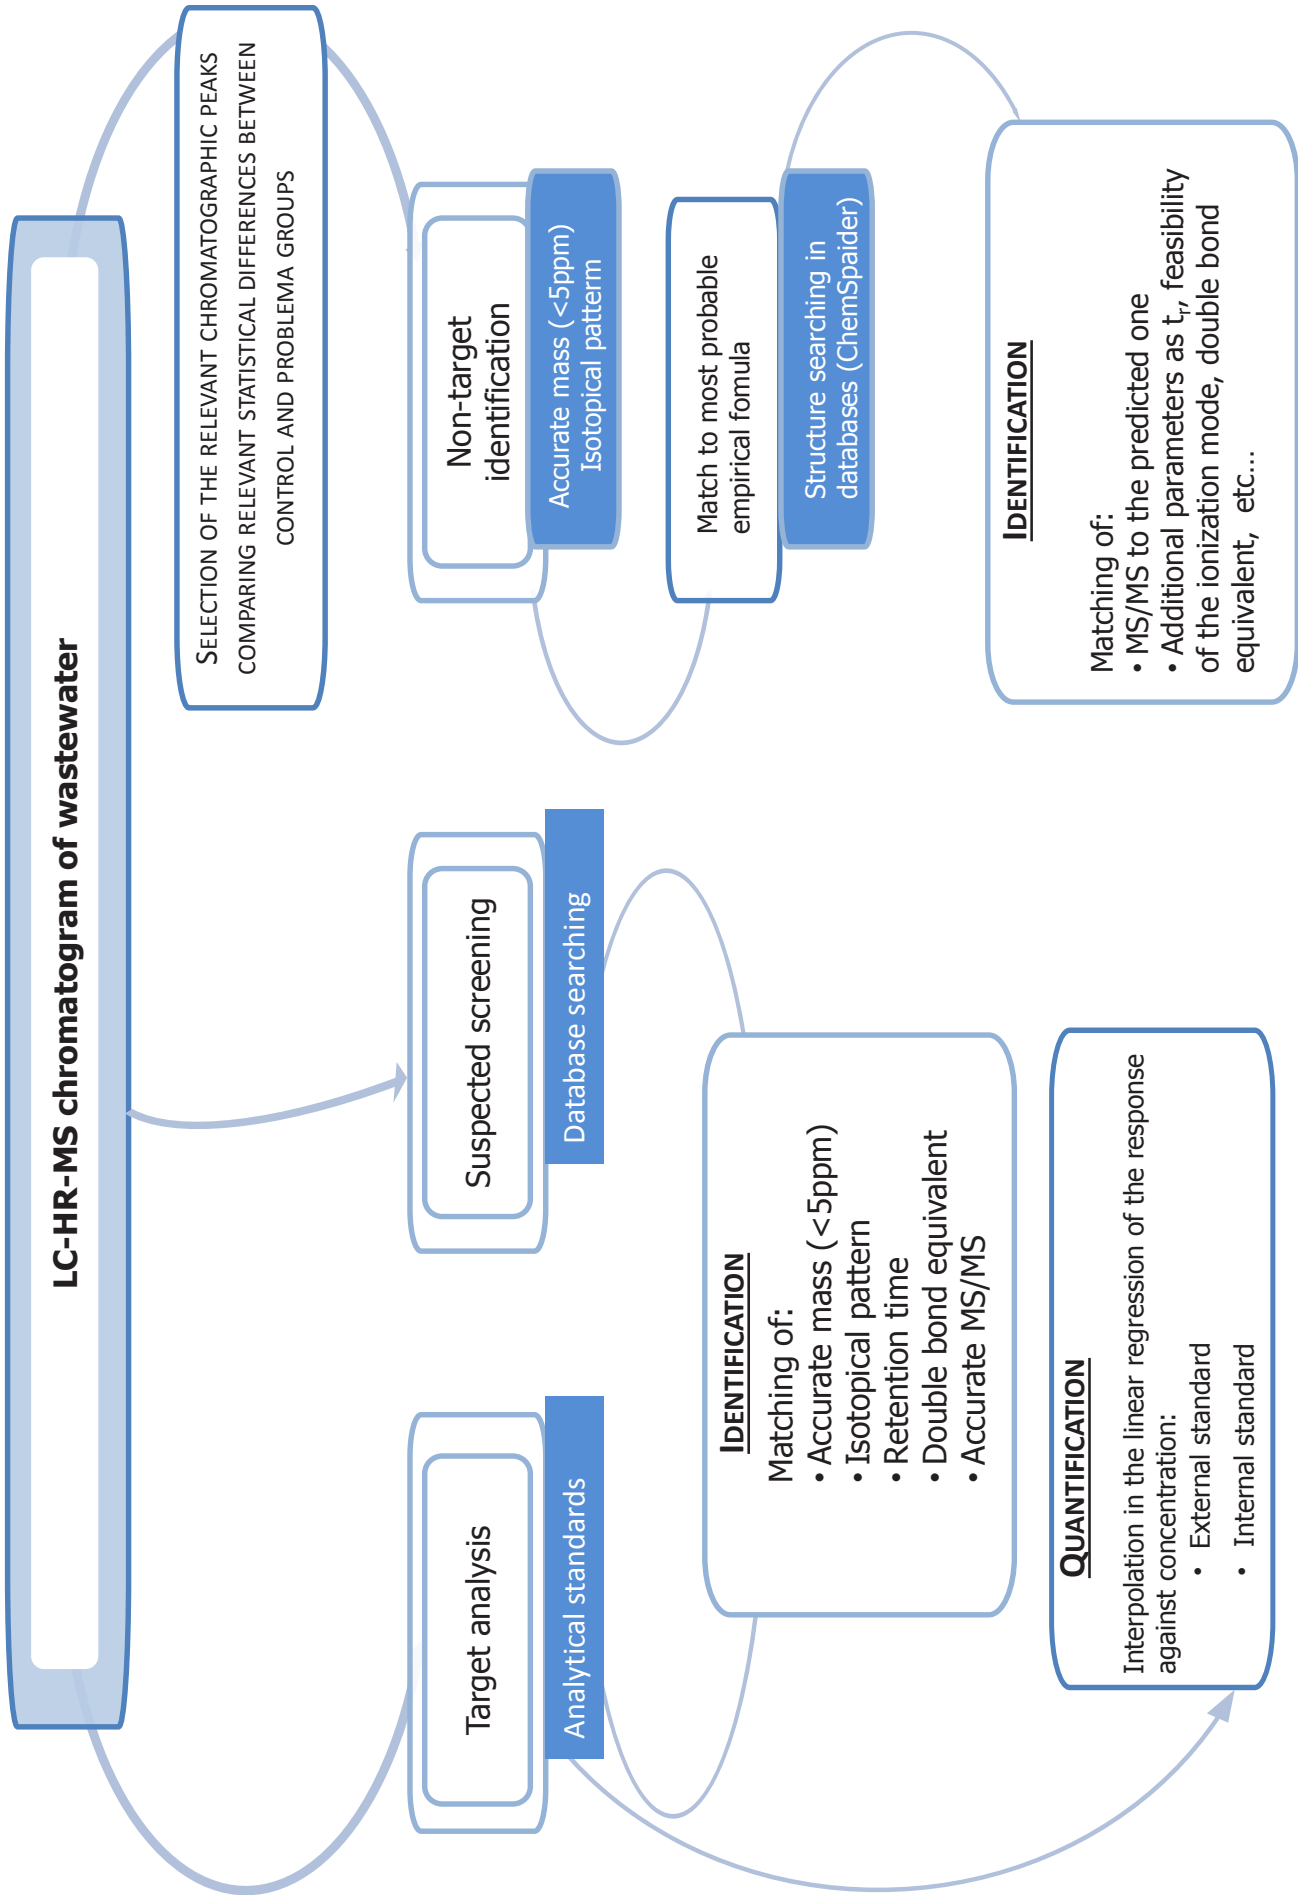 LC-HR-MS chromatogram of wastewater
Target analysis
Analytical standards
Suspected screening
Database searching
IDENTIFICATION
Matching of:
• Accurate mass (<5ppm)
• Isotopical pattern
• Retention time
• Double bond equivalent
• Accurate MS/MS
QUANTIFICATION
Interpolation in the linear regression of the response
against concentration:
• External standard
• Internal standard
SELECTION OF THE RELEVANT CHROMATOGRAPHIC PEAKS
COMPARING RELEVANT STATISTICAL DIFFERENCES BETWEEN
CONTROL AND PROBLEMA GROUPS
Non-target
identification
Accurate mass (<5ppm)
Isotopical patterm
Match to most probable
empirical fomula
Structure searching in
databases (ChemSpaider)
IDENTIFICATION
Matching of:
• MS/MS to the predicted one
• Additional parameters as tr, feasibility
of the ionization mode, double bond
equivalent, etc...